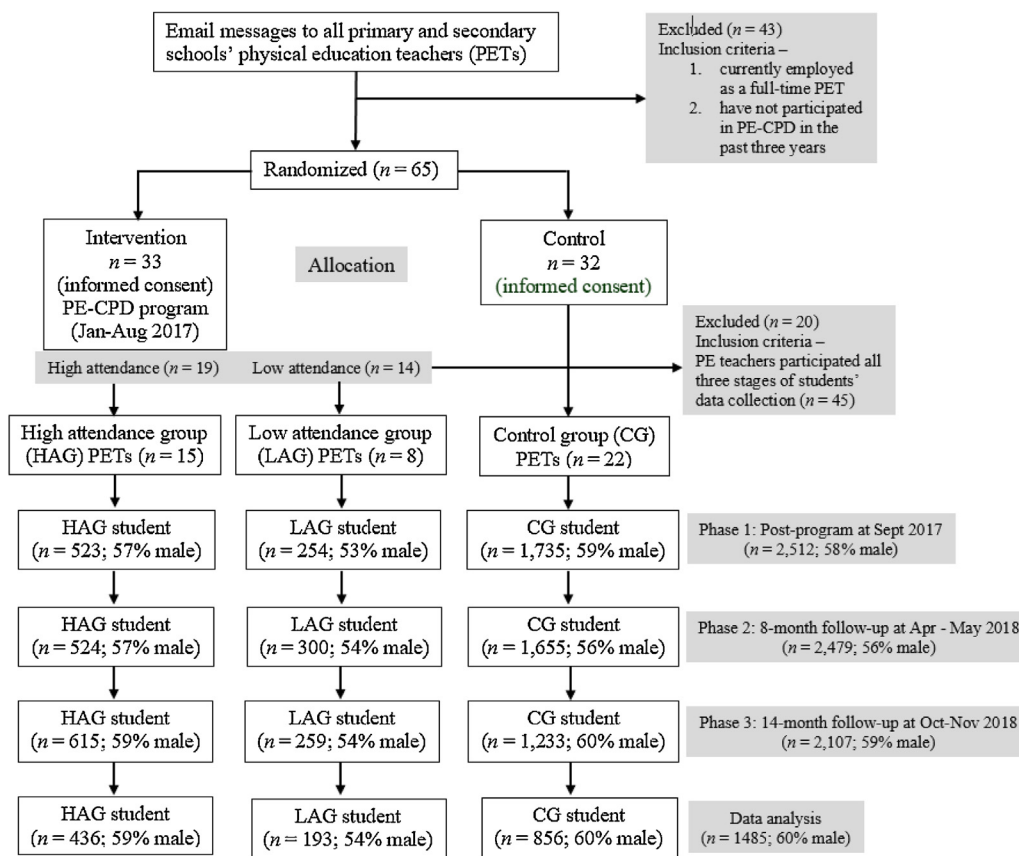 Email messages to all primary and secondary
schools' physical education teachers (PETs)
Excluded (n = 43)
Inclusion criteria –
1. currently employed
as a full-time PET
2. have not participated
in PE-CPD in the
past three years
Randomized (n = 65)
Intervention
n = 33
(informed consent)
PE-CPD program
(Jan-Aug 2017)
Allocation
Control
n = 32
(informed consent)
Excluded (n = 20)
Inclusion criteria –
PE teachers participated all
three stages of students'
data collection (n = 45)
High attendance (n = 19)
Low attendance (n = 14)
High attendance group
(HAG) PETs (n = 15)
Low attendance group
(LAG) PETs (n = 8)
Control group (CG)
PETs (n = 22)
HAG student
(n = 523; 57% male)
LAG student
(n = 254; 53% male)
CG student
(n = 1,735; 59% male)
Phase 1: Post-program at Sept 2017
(n = 2,512; 58% male)
HAG student
(n = 524; 57% male)
LAG student
(n = 300; 54% male)
CG student
(n = 1,655; 56% male)
Phase 2: 8-month follow-up at Apr - May 2018
(n = 2,479; 56% male)
HAG student
(n = 615; 59% male)
LAG student
(n = 259; 54% male)
CG student
(n = 1,233; 60% male)
Phase 3: 14-month follow-up at Oct-Nov 2018
(n = 2,107; 59% male)
HAG student
(n = 436; 59% male)
LAG student
(n = 193; 54% male)
CG student
(n = 856; 60% male)
Data analysis
(n = 1485; 60% male)